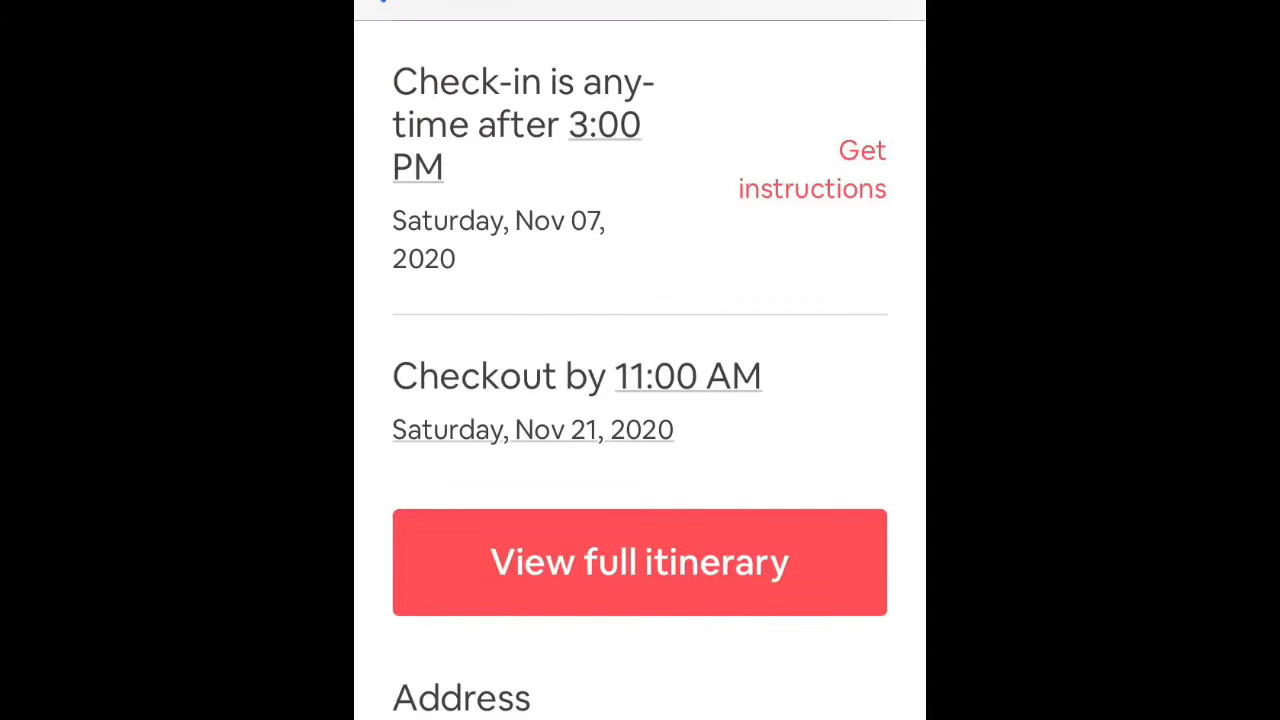 Check-in is any-
time after 3:00
PM
Get
instructions
Saturday, Nov 07,
2020
Checkout by 11:00 AM
Saturday, Nov 21, 2020
View full itinerary
Address